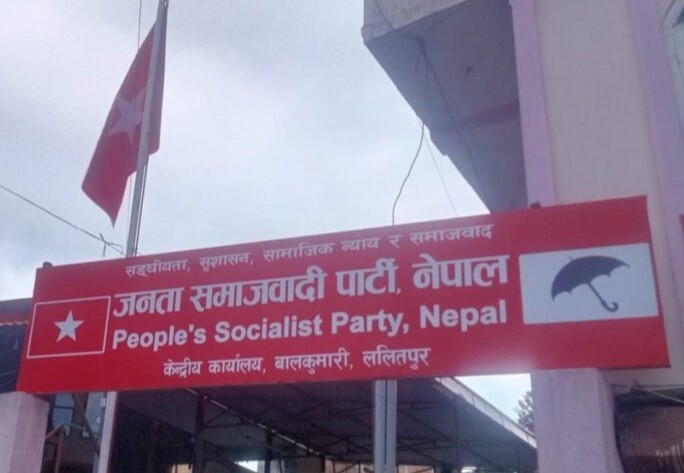 सङ्घीयता, सुशासन, सामाजिक न्याय र समाजवाद
जनता समाजवादी पार्टी, नेपाल
People's Socialist Party, Nepal
केन्द्रीय कार्यालय, बालकुमारी, ललितपुर